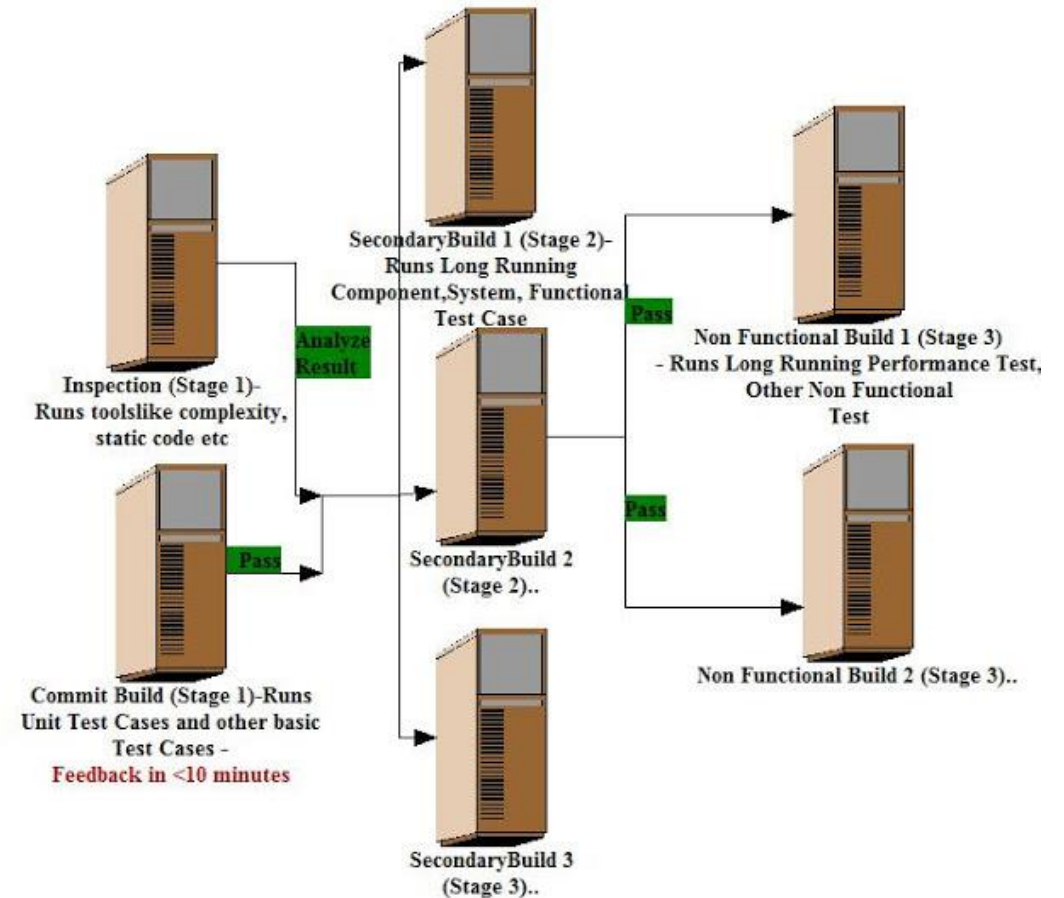 SecondaryBuild 1 (Stage 2)-
Runs Long Running
Component,System, Functional
Test Case
Analyze
Result
Inspection (Stage 1)-
Runs toolslike complexity,
static code etc
Pass
Non Functional Build 1 (Stage 3)
- Runs Long Running Performance Test,
Other Non Functional
Test
Pass
SecondaryBuild 2
(Stage 2)..
Pass
Commit Build (Stage 1)-Runs
Unit Test Cases and other basic
Test Cases -
Feedback in <10 minutes
Non Functional Build 2 (Stage 3)..
SecondaryBuild 3
(Stage 3)..